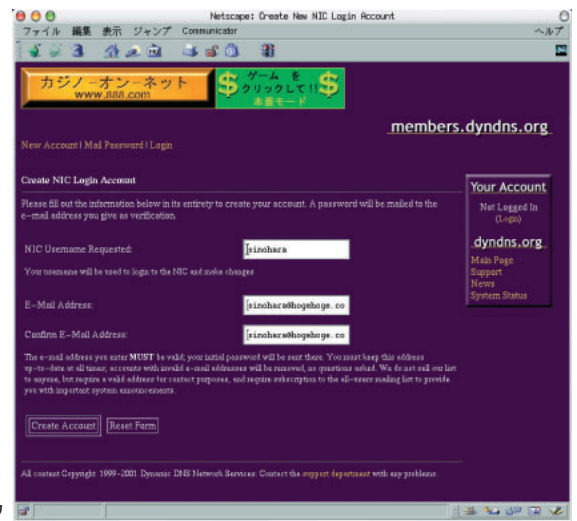 Netscape: Create New NIC Login Account
ファイル 編集 表示 ジャンプ Communicator ヘルプ
カジノ-オン-ネット
www.888.com
$ ゲーム を
クリックして!! $
本番モード
members.dyndns.org
New Account | Mail Password | Login
Create NIC Login Account
Please fill out the information below in its entirety to create your account. A password will be mailed to the
e-mail address you give as verification.
NIC Username Requested: sinohara
Your username will be used to login to the NIC and make changes
E-Mail Address: sinohara@hogehoge.co
Confirm E-Mail Address: sinohara@hogehoge.co
The e-mail address you enter MUST be valid; your initial password will be sent there. You must keep this address
up-to-date at all times; accounts with invalid e-mail addresses will be removed, no questions asked. We do not sell our list
to anyone, but require a valid address for contact purposes, and require subscription to the all-users mailing list to provide
you with important system announcements.
Create Account Reset Form
All content Copyright 1999-2001 Dynamic DNS Network Services. Contact the support department with any problems.
Your Account
Not Logged In
(Login)
dyndns.org
Main Page
Support
News
System Status